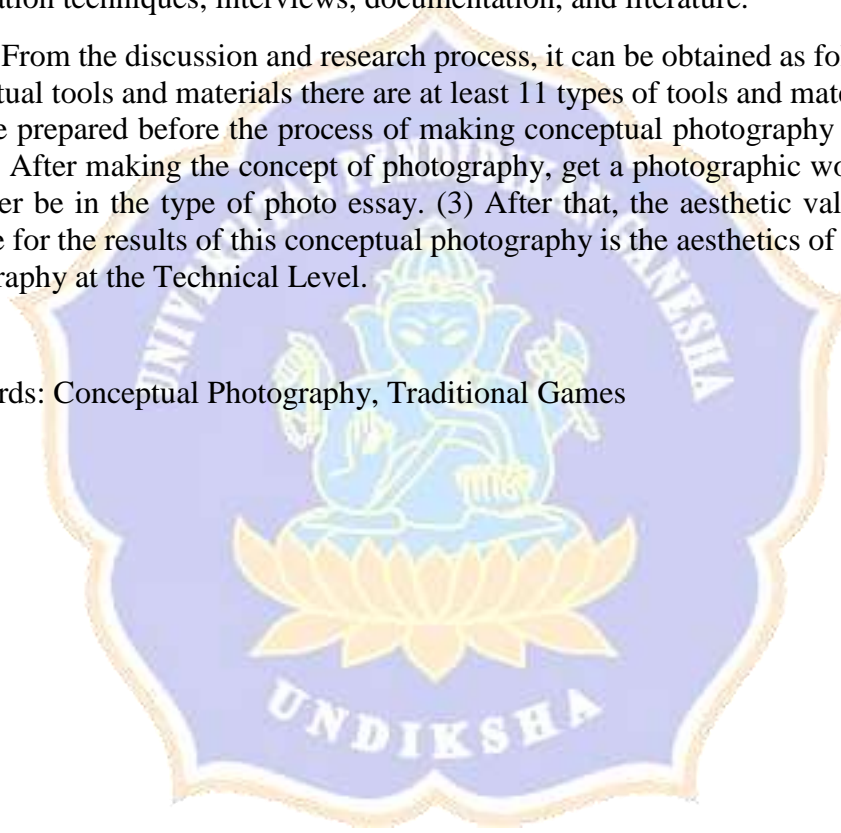 ation techniques, interviews, documentation, and literature.
From the discussion and research process, it can be obtained as fol
tual tools and materials there are at least 11 types of tools and mate
e prepared before the process of making conceptual photography
After making the concept of photography, get a photographic wo
er be in the type of photo essay. (3) After that, the aesthetic val
e for the results of this conceptual photography is the aesthetics of
raphy at the Technical Level.
rds: Conceptual Photography, Traditional Games
UNIVERSITAS PENDIDIKAN GANESHA
UNDIKSHA